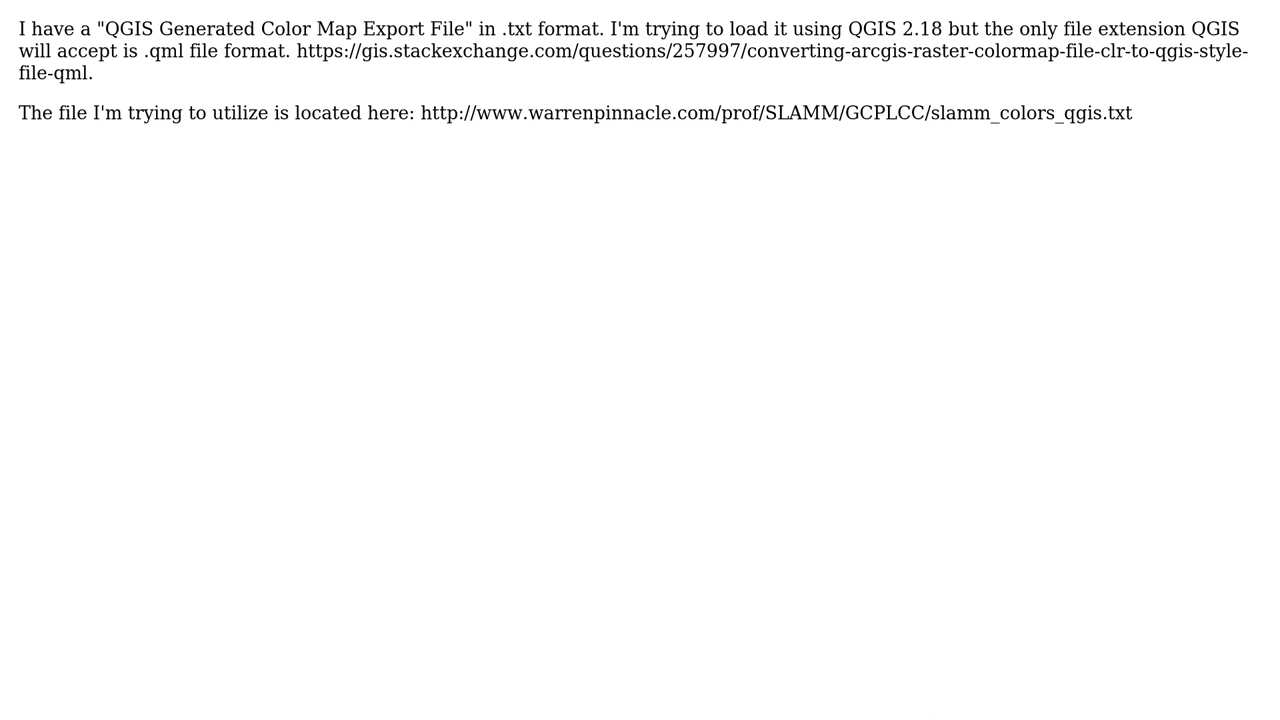 I have a "QGIS Generated Color Map Export File" in .txt format. I'm trying to load it using QGIS 2.18 but the only file extension QGIS
will accept is .qml file format. https://gis.stackexchange.com/questions/257997/converting-arcgis-raster-colormap-file-clr-to-qgis-style-
file-qml.
The file I'm trying to utilize is located here: http://www.warrenpinnacle.com/prof/SLAMM/GCPLCC/slamm_colors_qgis.txt